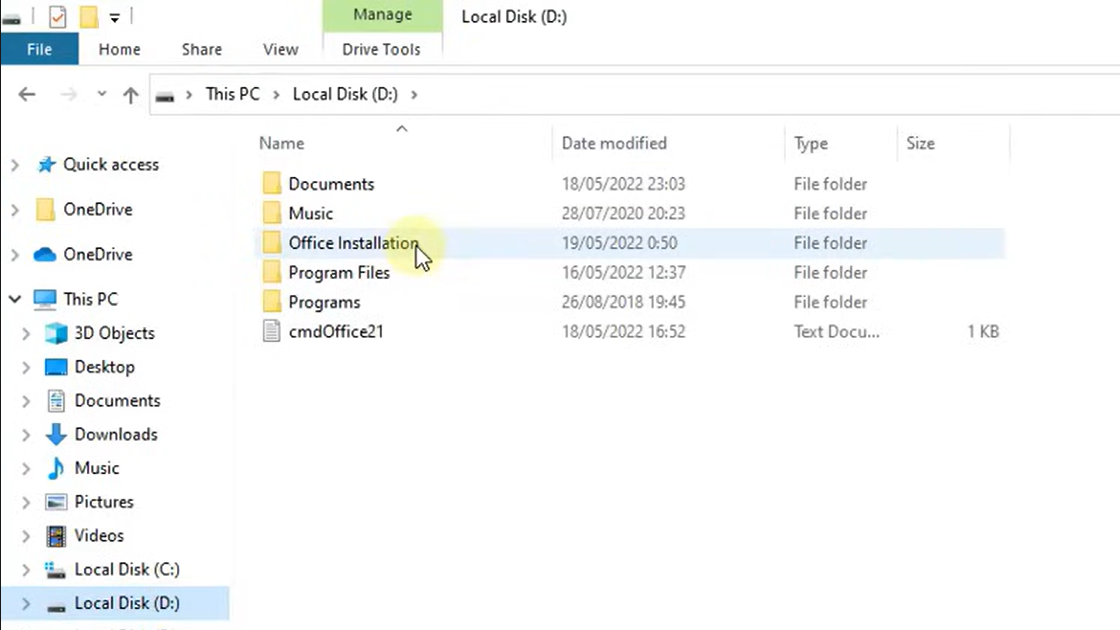 Manage
Local Disk (D:)
File
Home
Share
View
Drive Tools
This PC
Local Disk (D:)
Name
Date modified
Type
Size
Quick access
OneDrive
OneDrive
This PC
3D Objects
Desktop
Documents
Downloads
Music
Pictures
Videos
Local Disk (C:)
Local Disk (D:)
Documents 18/05/2022 23:03 File folder
Music 28/07/2020 20:23 File folder
Office Installation 19/05/2022 0:50 File folder
Program Files 16/05/2022 12:37 File folder
Programs 26/08/2018 19:45 File folder
cmdOffice21 18/05/2022 16:52 Text Docu... 1 KB